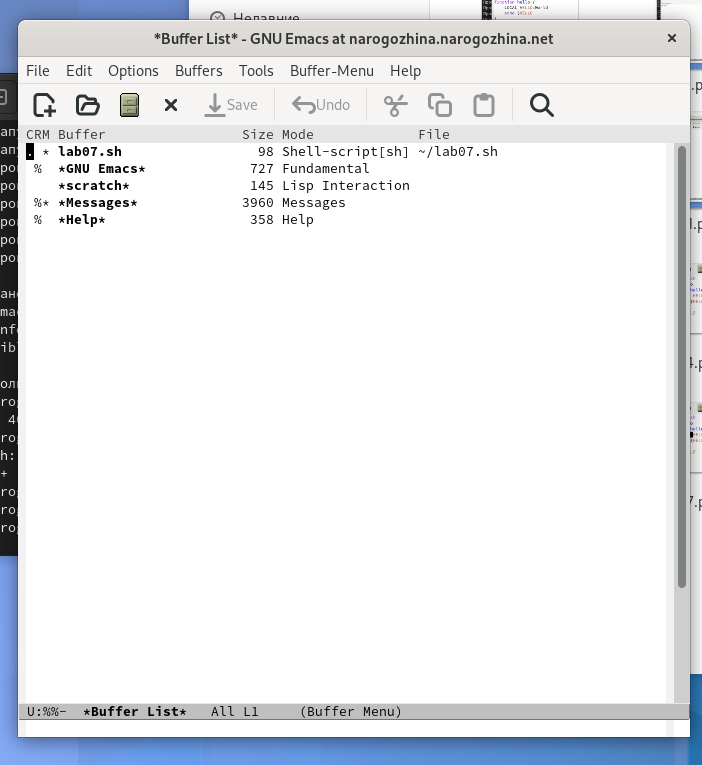 Недавние
*Buffer List* - GNU Emacs at narogozhina.narogozhina.net
File Edit Options Buffers Tools Buffer-Menu Help
Save Undo
CRM Buffer Size Mode File
. * lab07.sh 98 Shell-script[sh] ~/lab07.sh
% *GNU Emacs* 727 Fundamental
*scratch* 145 Lisp Interaction
%* *Messages* 3960 Messages
% *Help* 358 Help
U:%%- *Buffer List* All L1 (Buffer Menu)